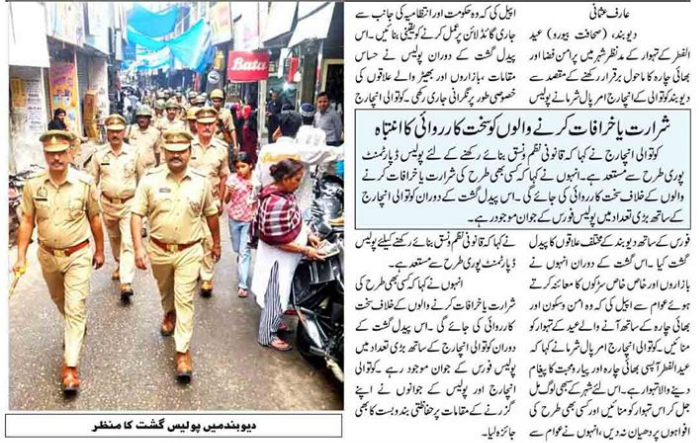 عارف عثمانی
دیوبند، (صحافت بیورو) عید
الفطر کے تہوار کے مدنظر شہر میں پر امن فضا اور
بھائی چارہ کا ماحول برقرار رکھنے کے مقصد سے
دیوبند کوتوالی کے انچارج امر پال شرما نے پولیس
فورس کے ساتھ دیوبند کے مختلف علاقوں کا پیدل
گشت کیا۔ اس گشت کے دوران انہوں نے
بازاروں اور خاص خاص سڑکوں کا معائنہ کرتے
ہوئے عوام سے اپیل کی کہ وہ امن وسکون اور
بھائی چارہ کے ساتھ آنے والے عید کے تہوار کو
منائیں۔ کوتوالی انچارج امر پال شرما نے کہا کہ
عید الفطر آپسی بھائی چارہ اور پیار ومحبت کا پیغام
دینے والا تہوار ہے۔ اس لئے شہر کے سبھی لوگ مل
جل کر اس تہوار کو منائیں اور کسی بھی طرح کی
افواہوں پر دھیان نہ دیں، انہوں نے عوام سے
اپیل کی کہ وہ حکومت اور انتظامیہ کی جانب سے
جاری گائڈ لائن پر عمل کرنے کو یقینی بنائیں۔ اس
پیدل گشت کے دوران پولیس نے حساس
مقامات، بازاروں اور بھیڑ والے علاقوں کی
خصوصی طور پر نگرانی جاری رکھی۔ کوتوالی انچارج
نے کہا کہ قانونی نظم ونسق بنائے رکھنے کیلئے پولیس
ڈپارٹمنٹ پوری طرح سے مستعد ہے۔
انہوں نے کہا کہ کسی بھی طرح کی
شرارت یا خرافات کرنے والوں کے خلاف سخت
کارروائی کی جائے گی۔ اس پیدل گشت کے
دوران کوتوالی انچارج کے ساتھ بڑی تعداد میں
پولیس فورس کے جوان موجود رہے۔ کوتوالی
انچارج اور پولیس کے جوانوں نے اپنے
گزرنے کے مقامات پر حفاظتی بندوبست کا بھی
جائزہ لیا۔
شرارت یا خرافات کرنے والوں کو سخت کارروائی کا انتباہ
کوتوالی انچارج نے کہا کہ قانونی نظم ونسق بنائے رکھنے کے لئے پولیس ڈپارٹمنٹ
پوری طرح سے مستعد ہے۔ انہوں نے کہا کہ کسی بھی طرح کی شرارت یا خرافات کرنے
والوں کے خلاف سخت کارروائی کی جائے گی۔ اس پیدل گشت کے دوران کوتوالی انچارج
کے ساتھ بڑی تعداد میں پولیس فورس کے جوان موجود رہے۔
Bata
دیوبند میں پولیس گشت کا منظر